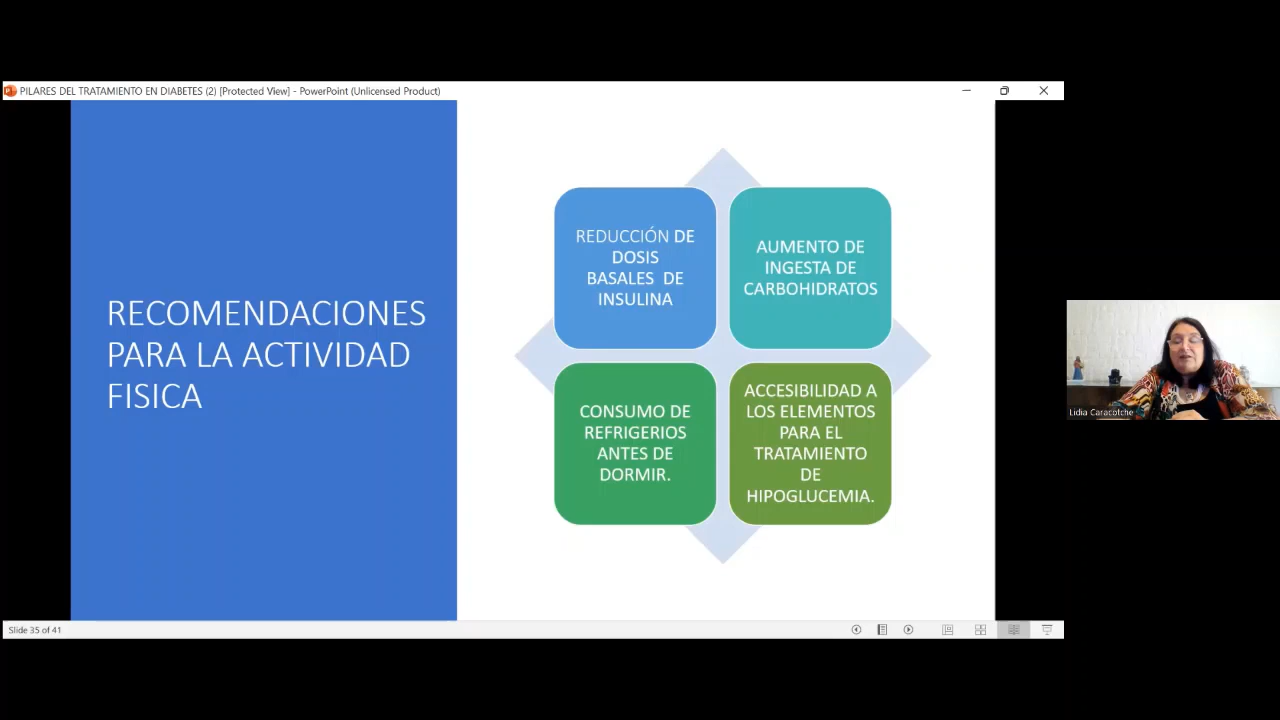 PILARES DEL TRATAMIENTO EN DIABETES (2) [Protected View] - PowerPoint (Unlicensed Product)
RECOMENDACIONES
PARA LA ACTIVIDAD
FISICA
REDUCCIÓN DE
DOSIS
BASALES DE
INSULINA
AUMENTO DE
INGESTA DE
CARBOHIDRATOS
CONSUMO DE
REFRIGERIOS
ANTES DE
DORMIR.
ACCESIBILIDAD A
LOS ELEMENTOS
PARA EL
TRATAMIENTO
DE
HIPOGLUCEMIA.
Lidia Caracotche
Slide 35 of 41